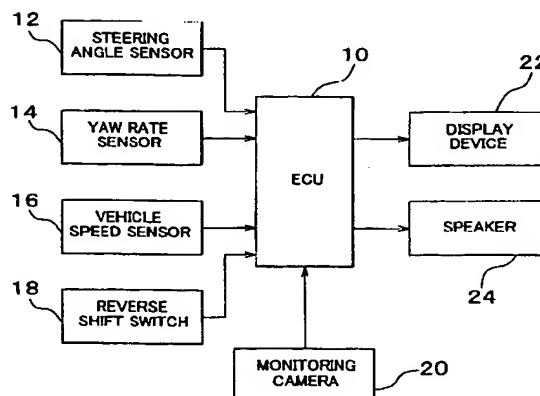 12
STEERING
ANGLE SENSOR
14
YAW RATE
SENSOR
16
VEHICLE
SPEED SENSOR
18
REVERSE
SHIFT SWITCH
10
ECU
22
DISPLAY
DEVICE
SPEAKER
24
MONITORING
CAMERA
20